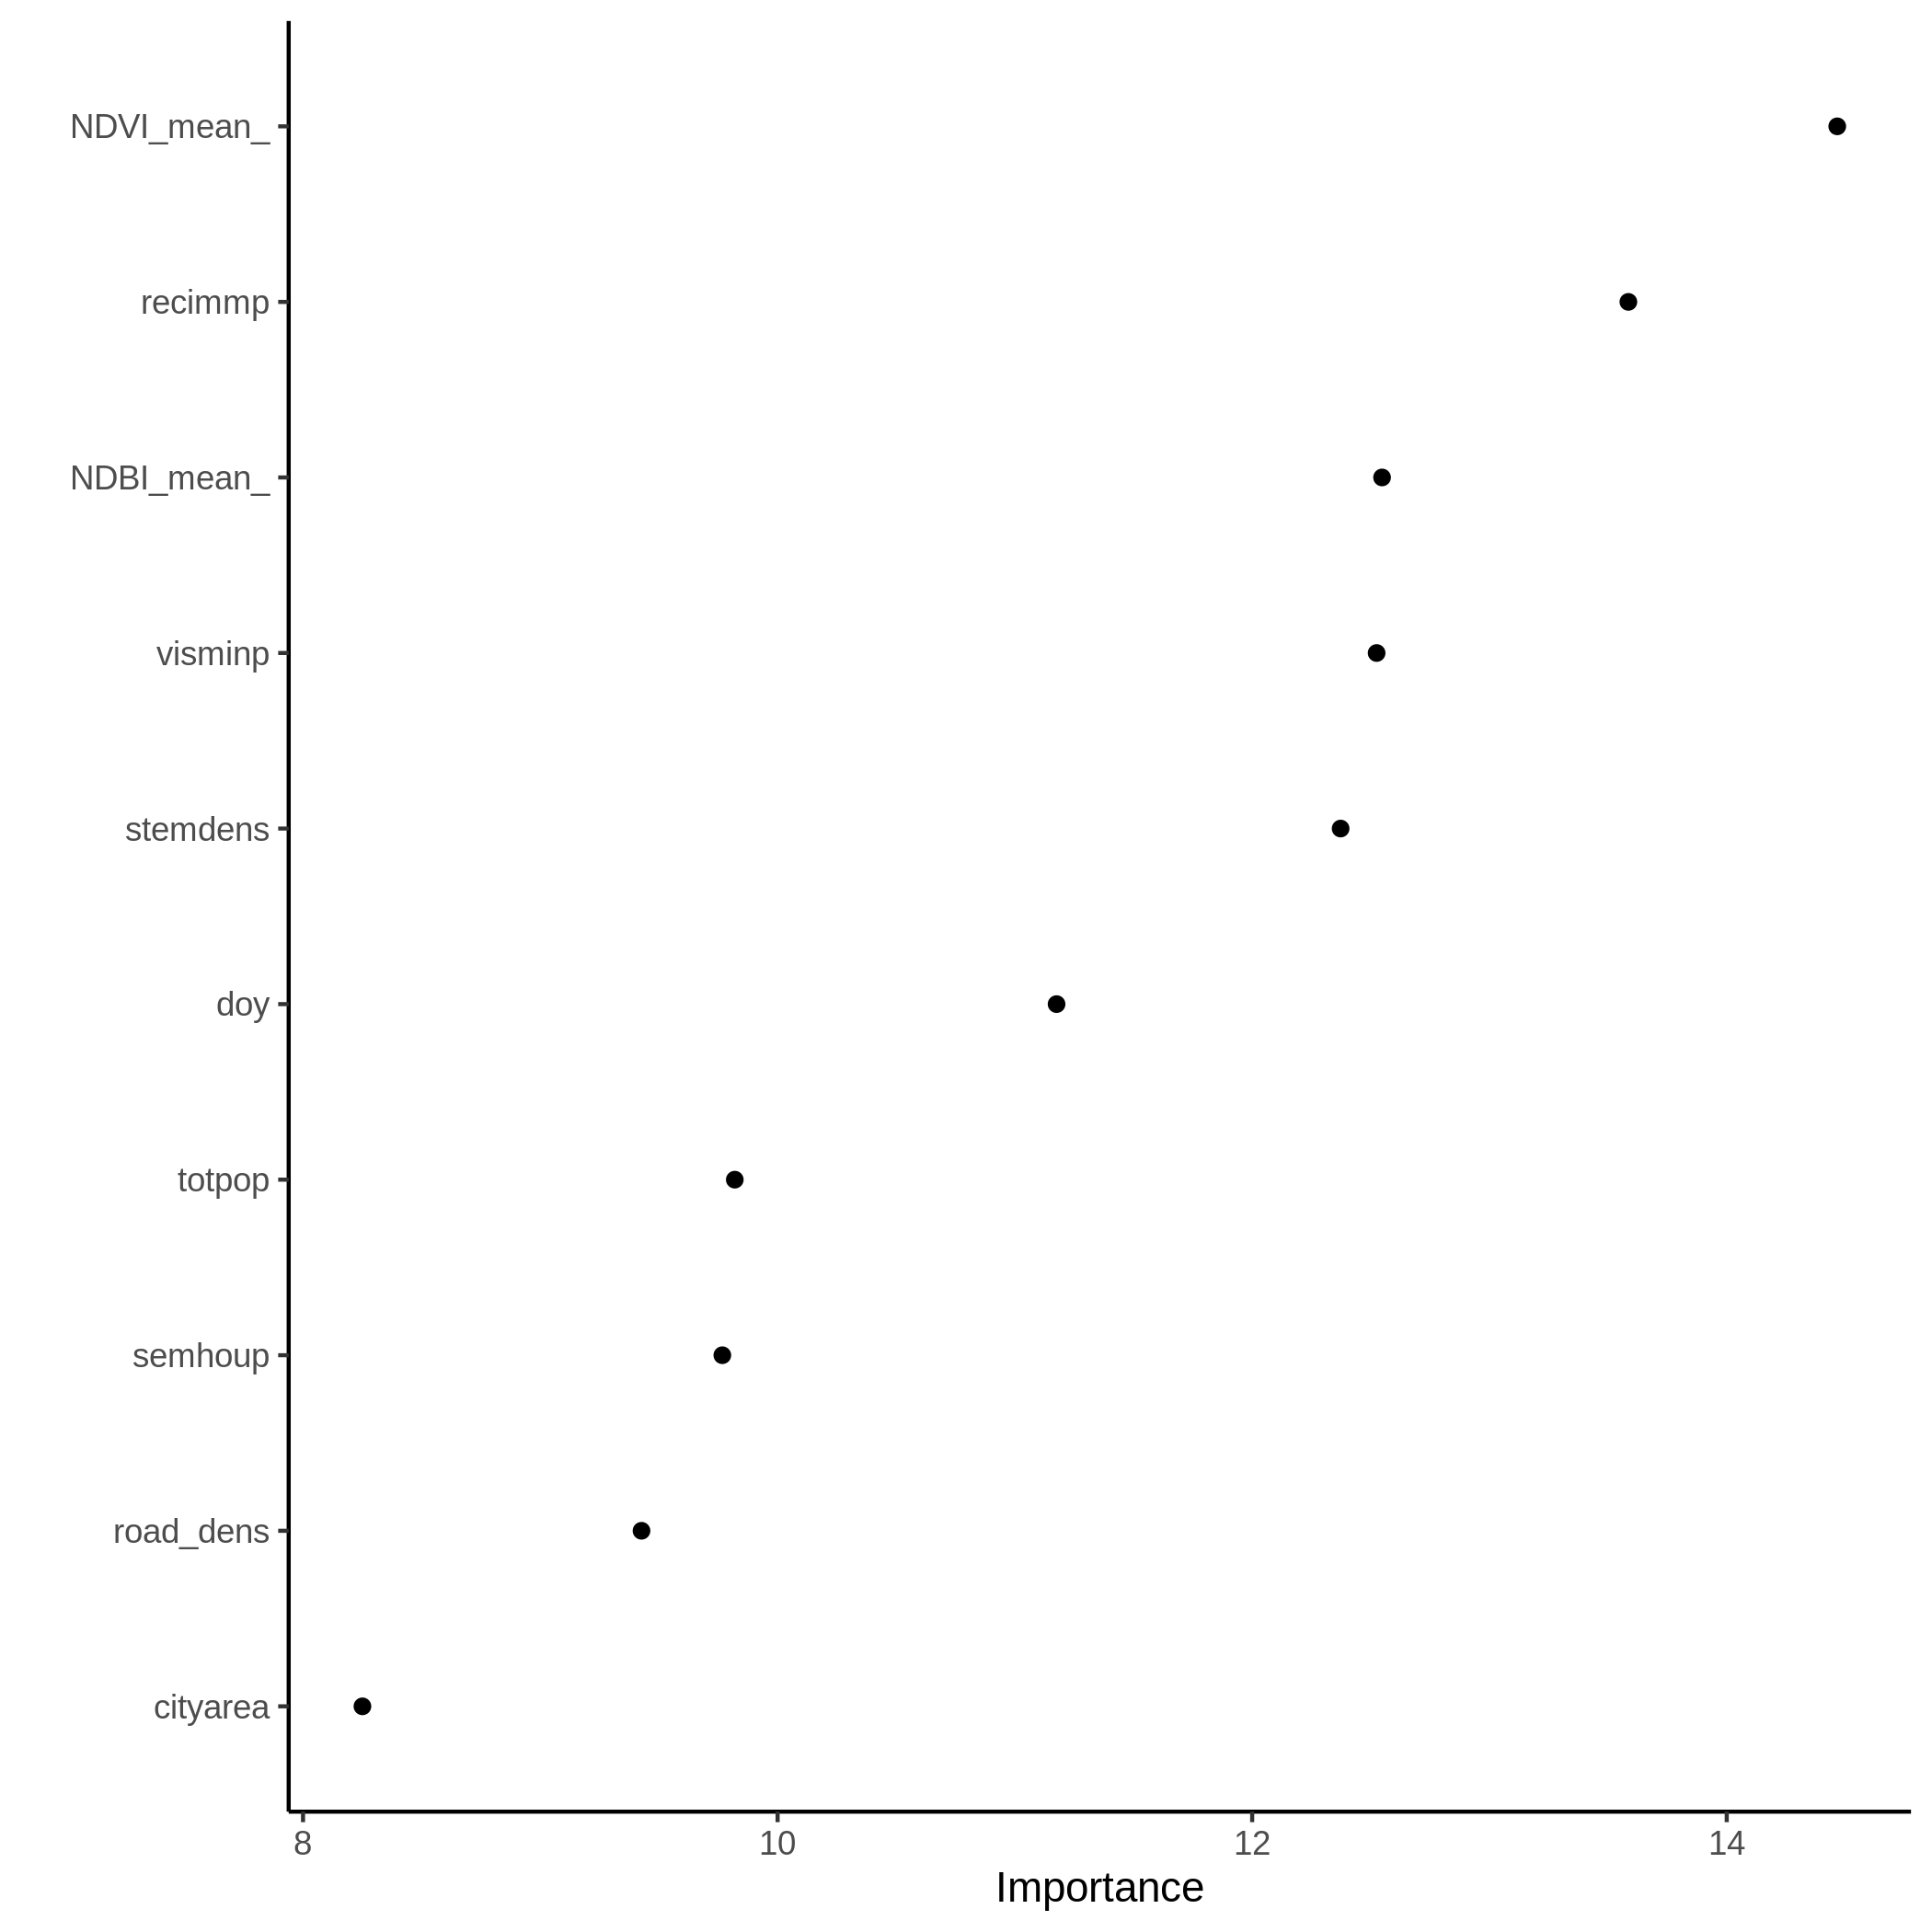 NDVI_mean_
recimmp
NDBI_mean_
visminp
stemdens
doy
totpop
semhoup
road_dens
cityarea
8 10 12 14
Importance